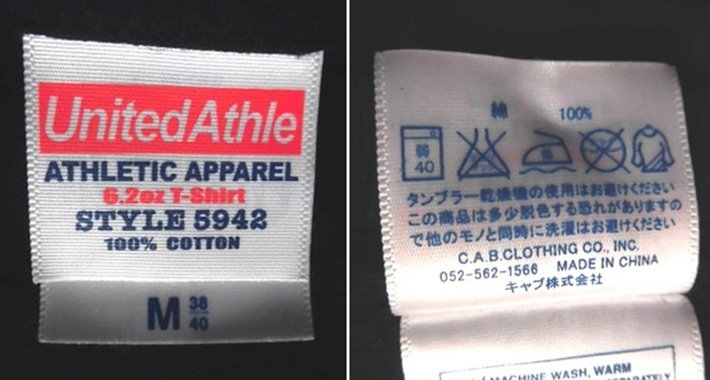 UnitedAthle
ATHLETIC APPAREL
6.2oz T-Shirt
STYLE 5942
100% COTTON
M 38
40
綿 100%
弱
40
中
タンブラー乾燥機の使用はお避けください
この商品は多少脱色する恐れがありますの
で他のモノと同時に洗濯はお避けください
C.A.B.CLOTHING CO., INC.
052-562-1566 MADE IN CHINA
キャブ株式会社
MACHINE WASH, WARM